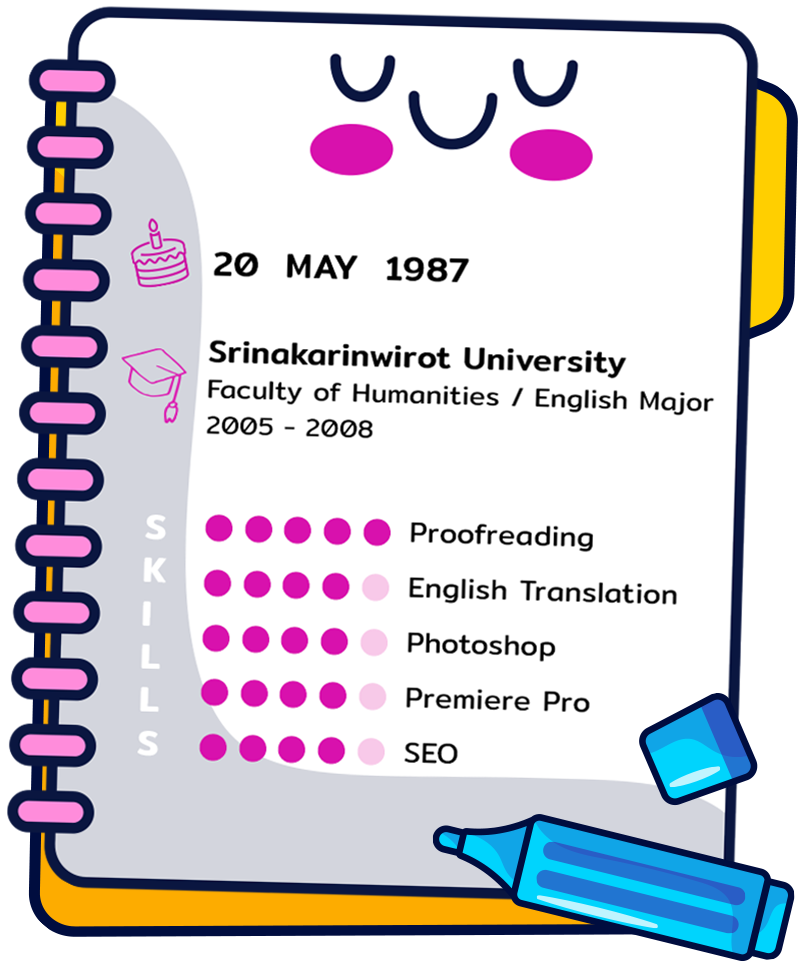 20 MAY 1987
Srinakarinwirot University
Faculty of Humanities / English Major
2005 - 2008
SKILLS
Proofreading
English Translation
Photoshop
Premiere Pro
SEO